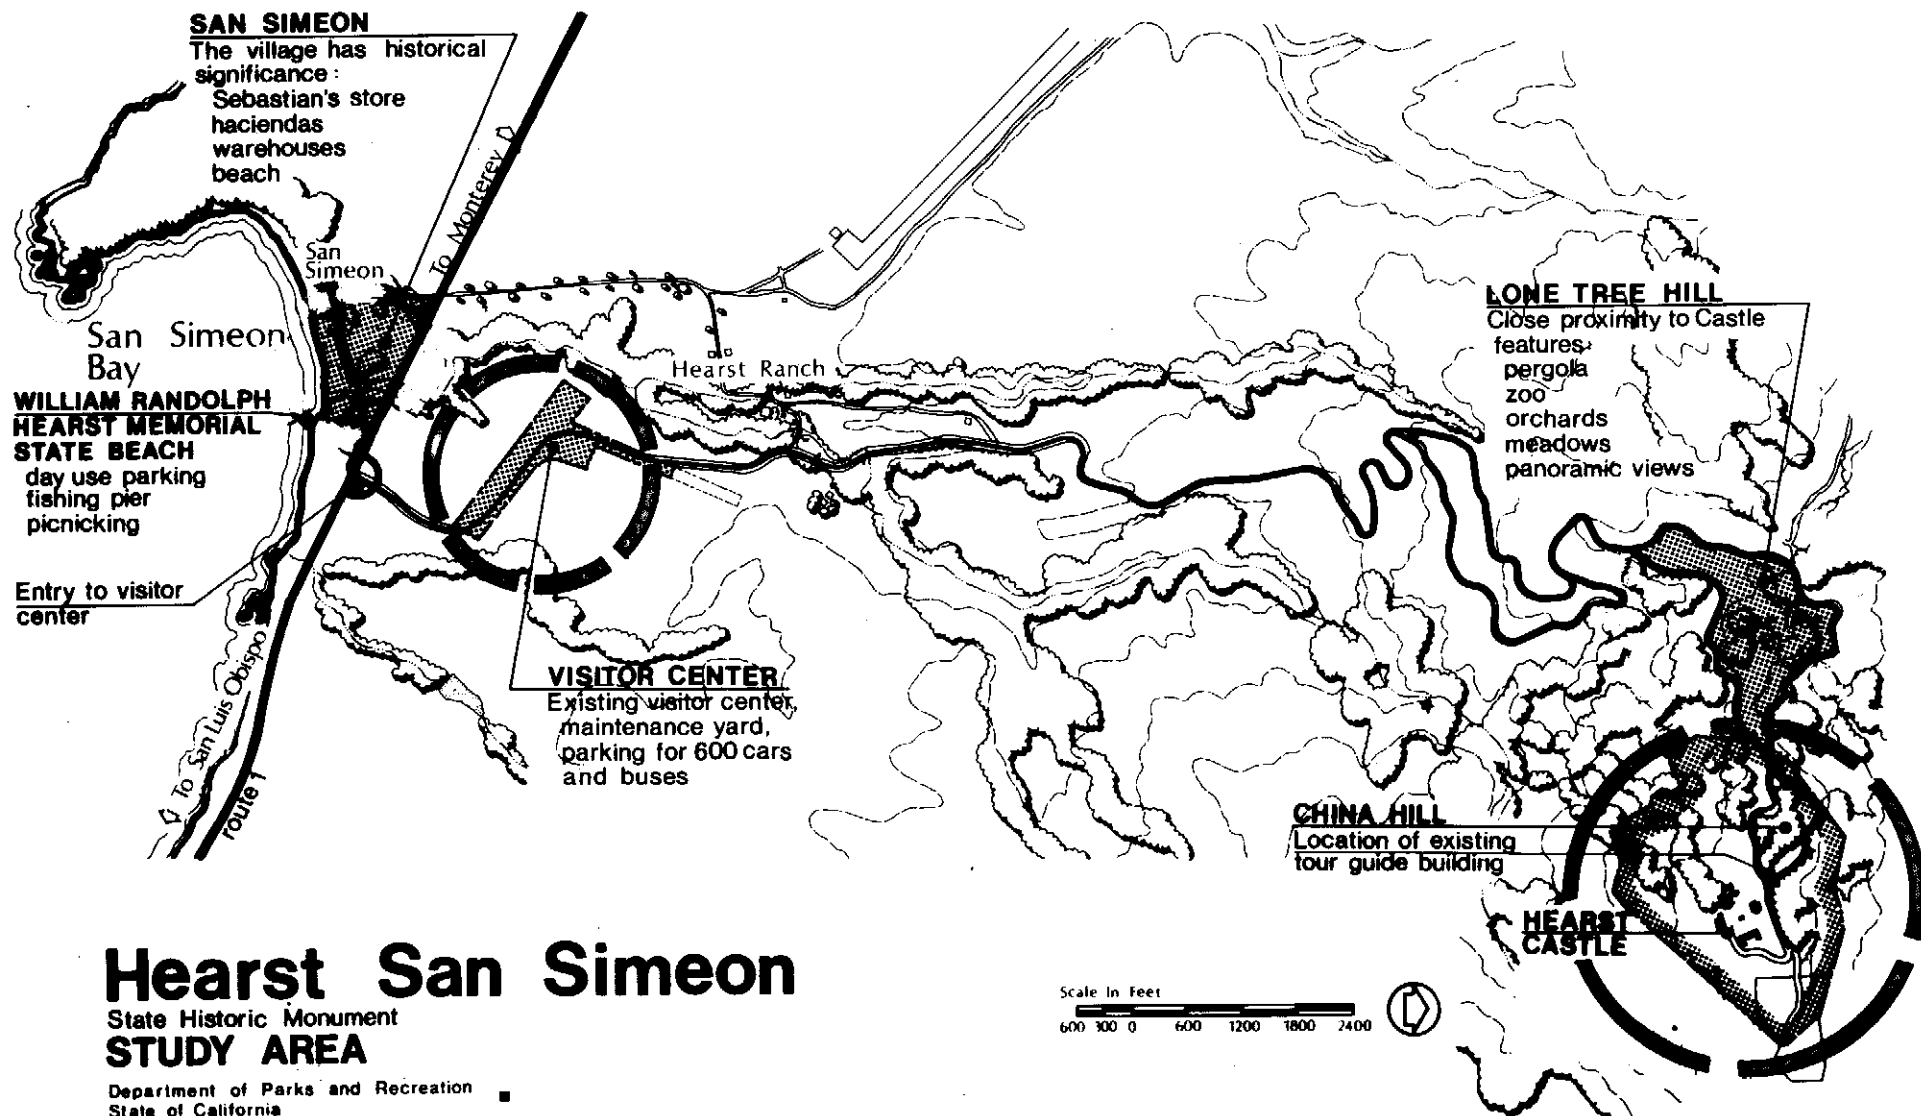 SAN SIMEON
The village has historical
significance:
Sebastian's store
haciendas
warehouses
beach
To Monterey
San
Simeon
San Simeon
Bay
WILLIAM RANDOLPH
HEARST MEMORIAL
STATE BEACH
day use parking
fishing pier
picnicking
Entry to visitor
center
To San Luis Obispo
route 1
Hearst Ranch
VISITOR CENTER
Existing visitor center,
maintenance yard,
parking for 600 cars
and buses
LONE TREE HILL
Close proximity to Castle
features:
pergola
zoo
orchards
meadows
panoramic views
CHINA HILL
Location of existing
tour guide building
HEARST
CASTLE
Hearst San Simeon
State Historic Monument
STUDY AREA
Department of Parks and Recreation
State of California
Scale In Feet
600 300 0 600 1200 1800 2400